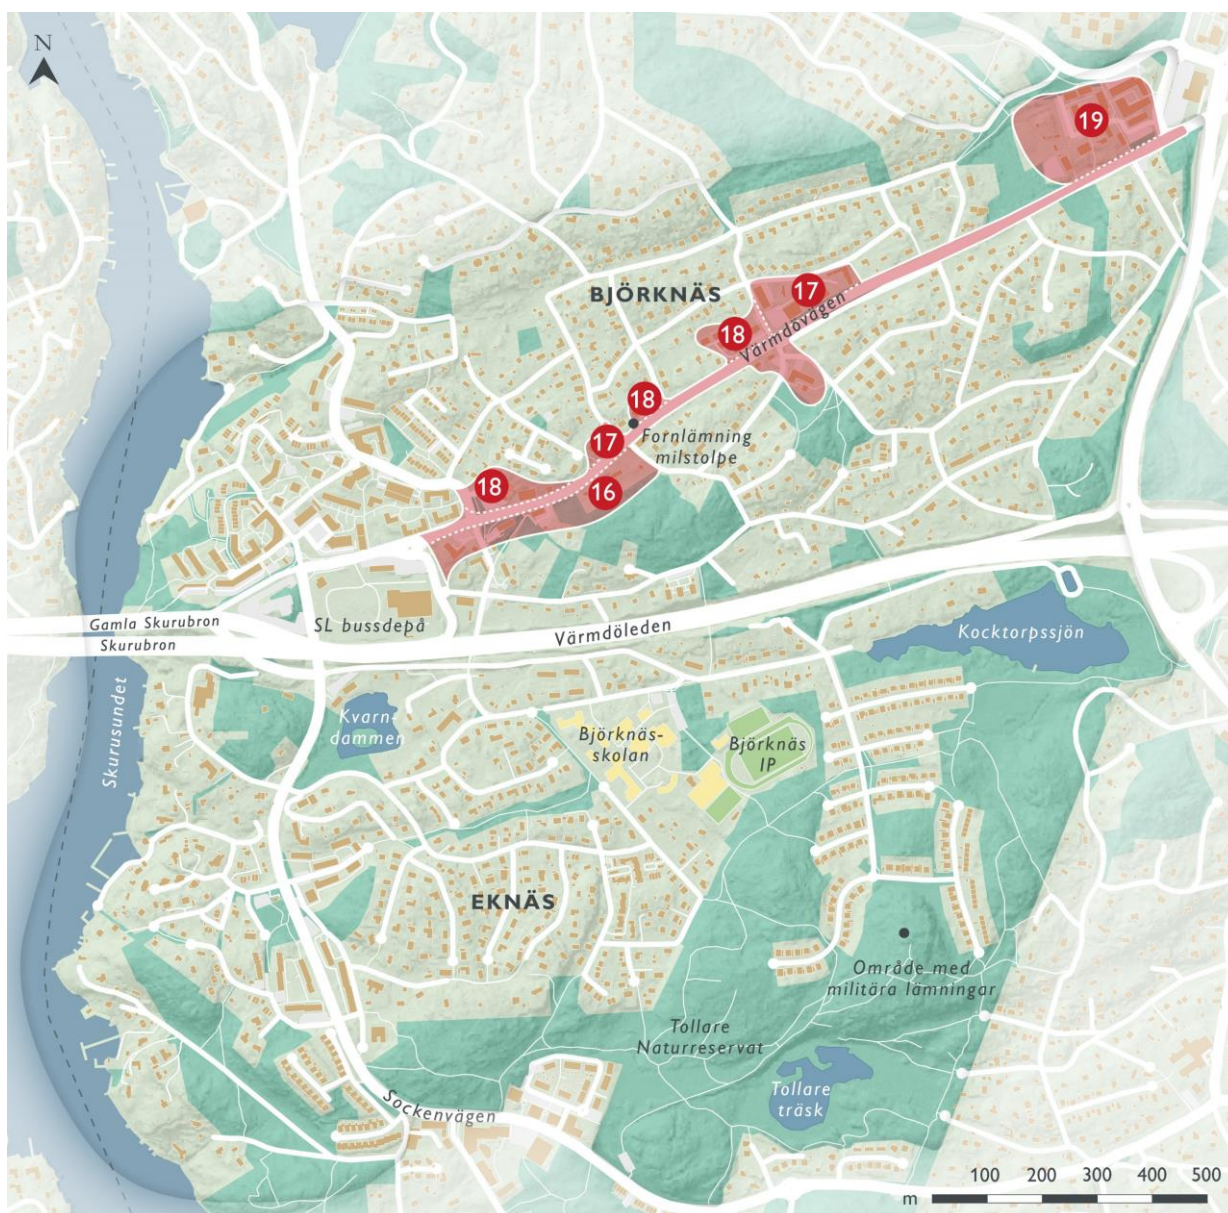 N
19
BJÖRKNÄS
17
18
Värmdövägen
18
Fornlämning
milstolpe
17
18
16
Gamla Skurubron
Skurubron
SL bussdepå
Värmdöleden
Kocktorpssjön
Skurusundet
Kvarn-
dammen
Björknäs-
skolan
Björknäs
IP
EKNÄS
Område med
militära lämningar
Tollare
Naturreservat
Tollare
träsk
Sockenvägen
100 200 300 400 500
m